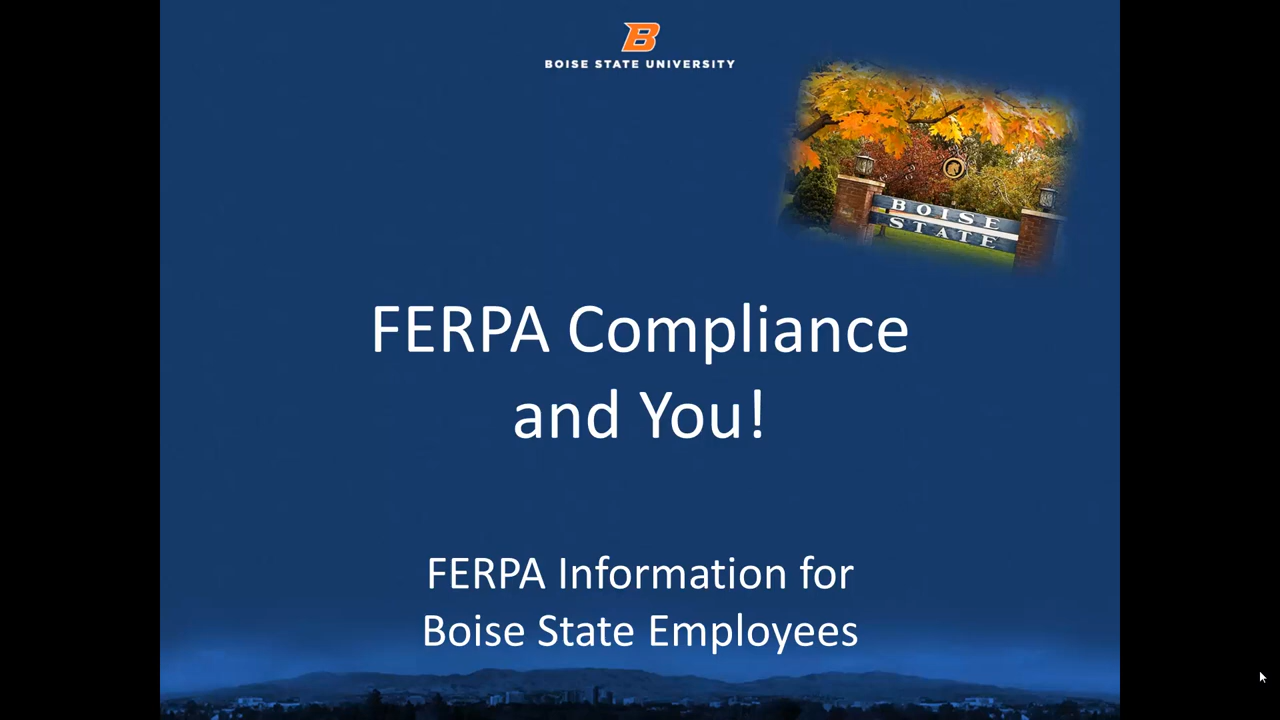 B
BOISE STATE UNIVERSITY
BOISE
STATE
FERPA Compliance
and You!
FERPA Information for
Boise State Employees